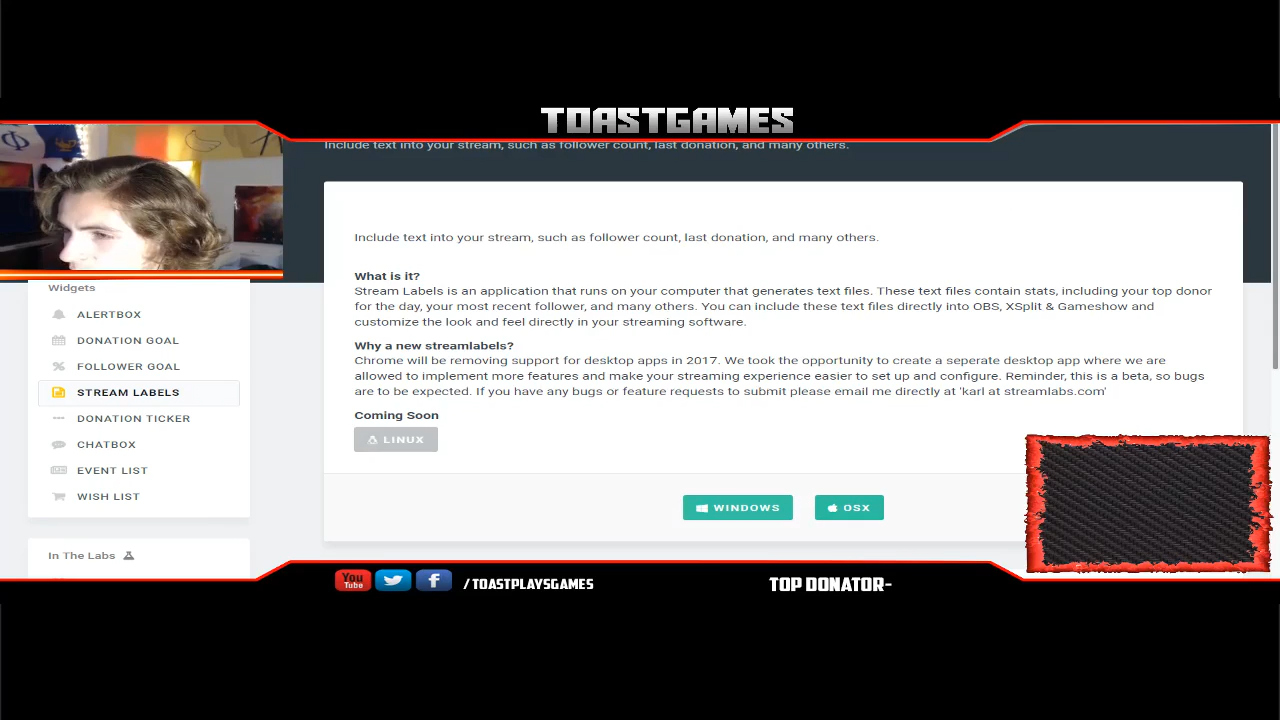 TOASTGAMES
Include text into your stream, such as follower count, last donation, and many others.
Include text into your stream, such as follower count, last donation, and many others.
What is it?
Stream Labels is an application that runs on your computer that generates text files. These text files contain stats, including your top donor
for the day, your most recent follower, and many others. You can include these text files directly into OBS, XSplit & Gameshow and
customize the look and feel directly in your streaming software.
Why a new streamlabels?
Chrome will be removing support for desktop apps in 2017. We took the opportunity to create a seperate desktop app where we are
allowed to implement more features and make your streaming experience easier to set up and configure. Reminder, this is a beta, so bugs
are to be expected. If you have any bugs or feature requests to submit please email me directly at 'karl at streamlabs.com'
Coming Soon
LINUX
WINDOWS
OSX
Widgets
ALERTBOX
DONATION GOAL
FOLLOWER GOAL
STREAM LABELS
DONATION TICKER
CHATBOX
EVENT LIST
WISH LIST
In The Labs
You Tube
/TOASTPLAYSGAMES
TOP DONATOR-